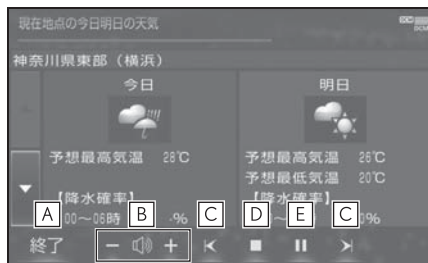 現在地点の今日明日の天気
DCM
神奈川県東部（横浜）
今日 明日
予想最高気温 28℃ 予想最高気温 26℃
予想最低気温 20℃
【降水確率】 【降水確率】
00～06時 -% %
A B C D E C
終了 － ＋